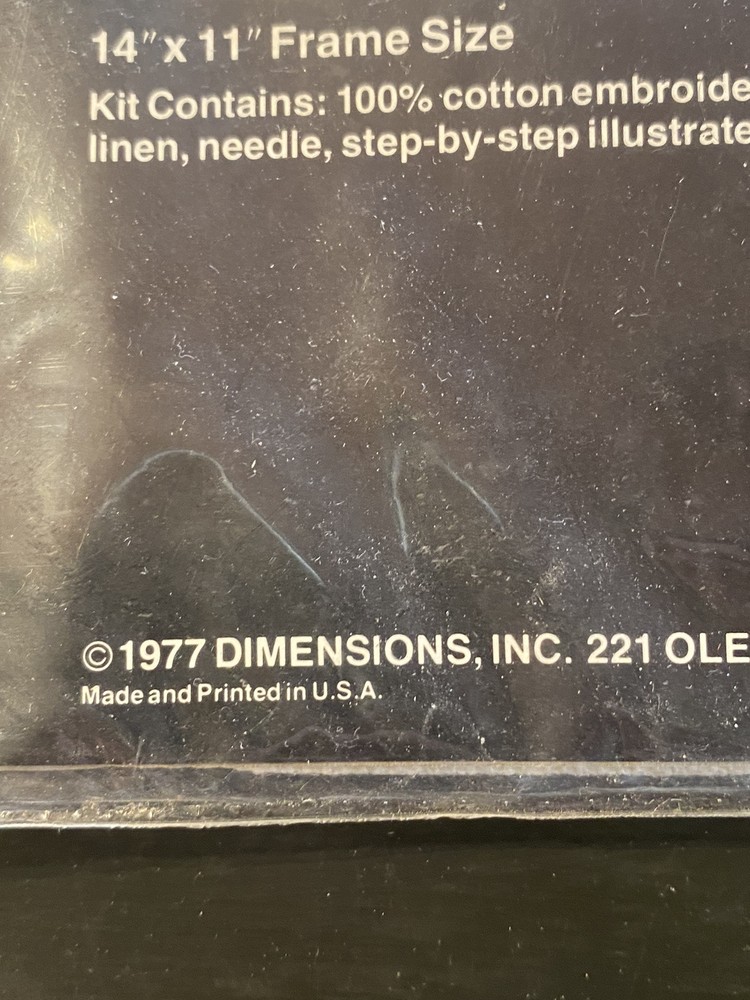 14" x 11" Frame Size
Kit Contains: 100% cotton embroide
linen, needle, step-by-step illustrate
©1977 DIMENSIONS, INC. 221 OLE
Made and Printed in U.S.A.